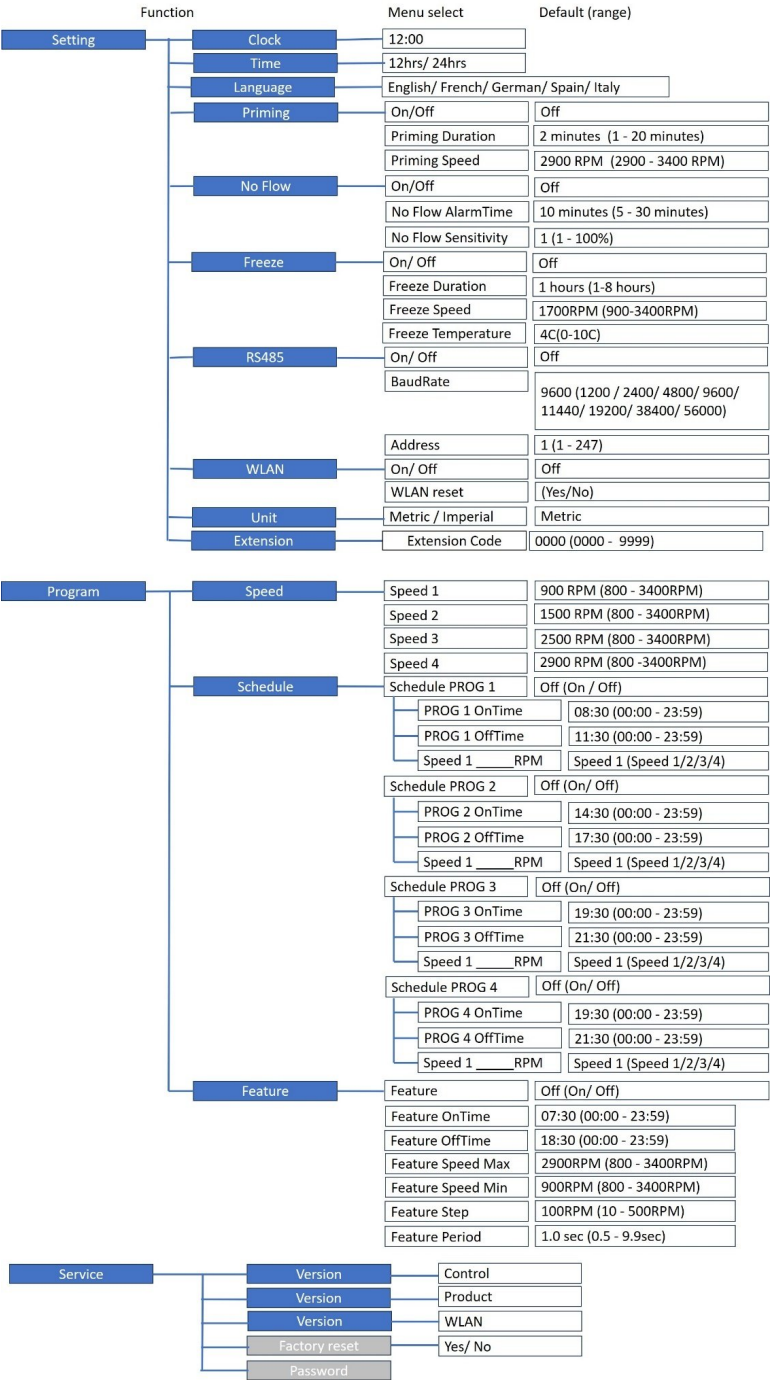 Function Menu select Default (range)
Setting Clock 12:00
Time 12hrs/ 24hrs
Language English/ French/ German/ Spain/ Italy
Priming On/Off Off
Priming Duration 2 minutes (1 - 20 minutes)
Priming Speed 2900 RPM (2900 - 3400 RPM)
No Flow On/Off Off
No Flow AlarmTime 10 minutes (5 - 30 minutes)
No Flow Sensitivity 1 (1 - 100%)
Freeze On/ Off Off
Freeze Duration 1 hours (1-8 hours)
Freeze Speed 1700RPM (900-3400RPM)
Freeze Temperature 4C(0-10C)
RS485 On/ Off Off
BaudRate 9600 (1200 / 2400/ 4800/ 9600/
11440/ 19200/ 38400/ 56000)
Address 1 (1 - 247)
WLAN On/ Off Off
WLAN reset (Yes/No)
Unit Metric / Imperial Metric
Extension Extension Code 0000 (0000 - 9999)
Program Speed Speed 1 900 RPM (800 - 3400RPM)
Speed 2 1500 RPM (800 - 3400RPM)
Speed 3 2500 RPM (800 - 3400RPM)
Speed 4 2900 RPM (800 -3400RPM)
Schedule Schedule PROG 1 Off (On / Off)
PROG 1 OnTime 08:30 (00:00 - 23:59)
PROG 1 OffTime 11:30 (00:00 - 23:59)
Speed 1 _____RPM Speed 1 (Speed 1/2/3/4)
Schedule PROG 2 Off (On/ Off)
PROG 2 OnTime 14:30 (00:00 - 23:59)
PROG 2 OffTime 17:30 (00:00 - 23:59)
Speed 1 _____RPM Speed 1 (Speed 1/2/3/4)
Schedule PROG 3 Off (On/ Off)
PROG 3 OnTime 19:30 (00:00 - 23:59)
PROG 3 OffTime 21:30 (00:00 - 23:59)
Speed 1 _____RPM Speed 1 (Speed 1/2/3/4)
Schedule PROG 4 Off (On/ Off)
PROG 4 OnTime 19:30 (00:00 - 23:59)
PROG 4 OffTime 21:30 (00:00 - 23:59)
Speed 1 _____RPM Speed 1 (Speed 1/2/3/4)
Feature Feature Off (On/ Off)
Feature OnTime 07:30 (00:00 - 23:59)
Feature OffTime 18:30 (00:00 - 23:59)
Feature Speed Max 2900RPM (800 - 3400RPM)
Feature Speed Min 900RPM (800 - 3400RPM)
Feature Step 100RPM (10 - 500RPM)
Feature Period 1.0 sec (0.5 - 9.9sec)
Service Version Control
Version Product
Version WLAN
Factory reset Yes/ No
Password